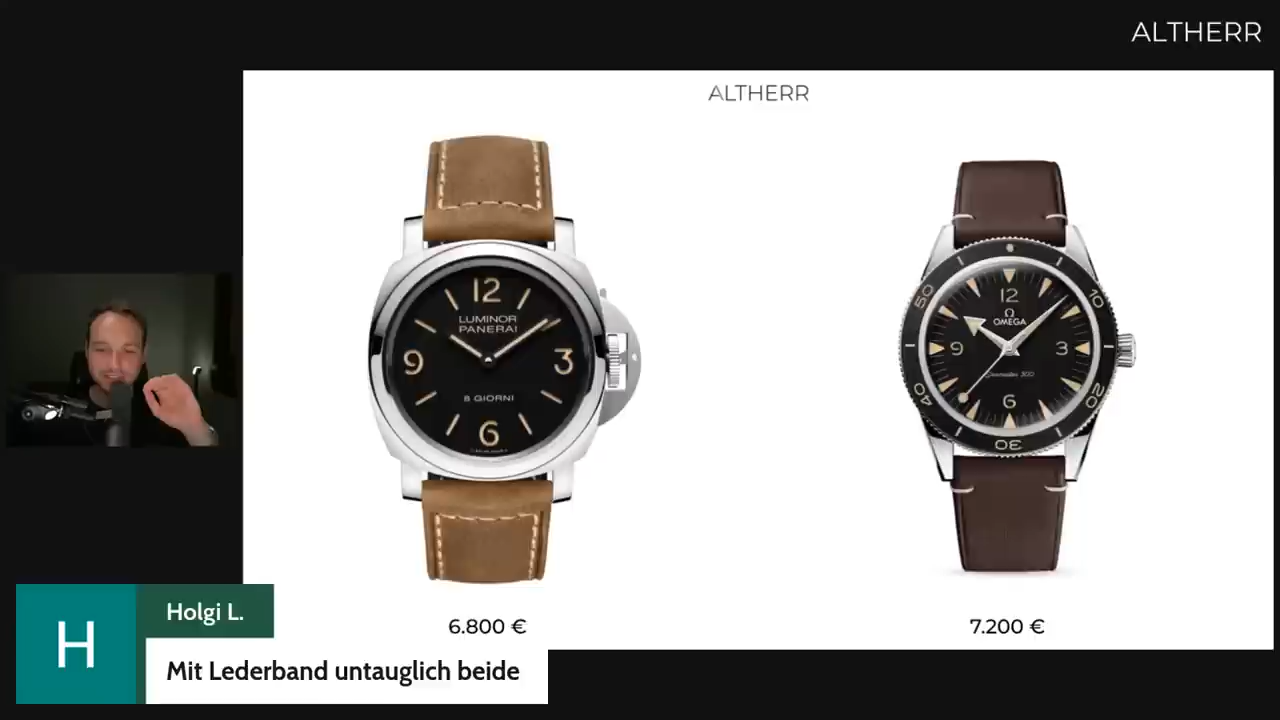 ALTHERR
ALTHERR
12
LUMINOR
PANERAI
9
3
8 GIORNI
6
50
10
12
Ω
OMEGA
9
3
Seamaster 300
6
40
20
30
6.800 €
7.200 €
H
Holgi L.
Mit Lederband untauglich beide